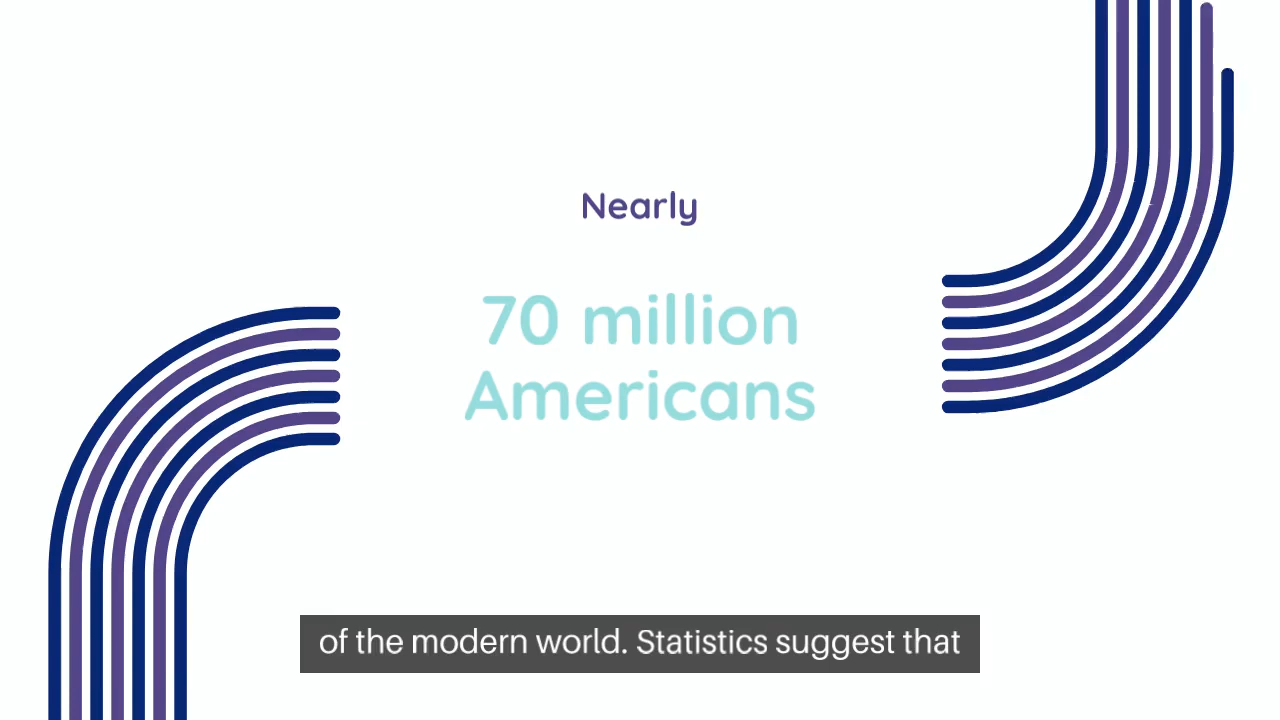 Nearly
70 million
Americans
of the modern world. Statistics suggest that